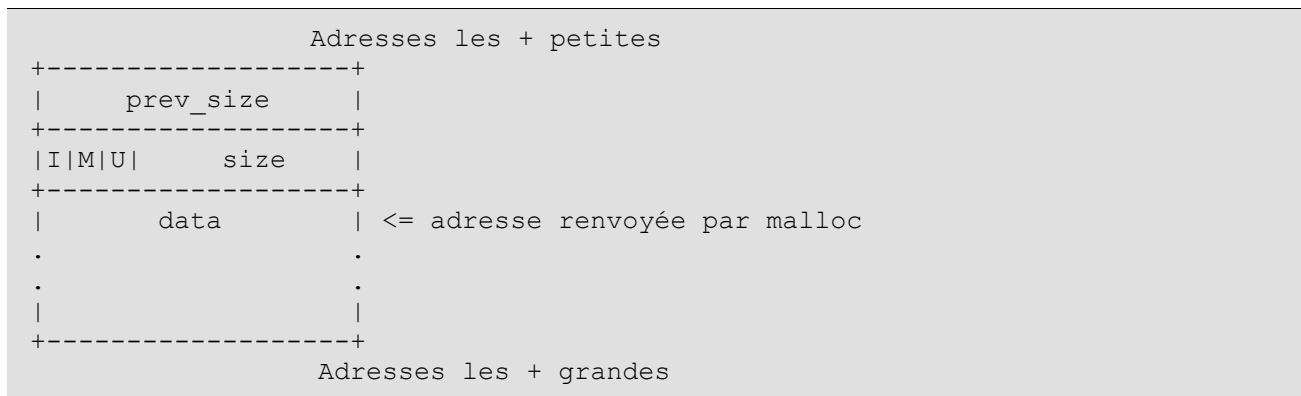 Adresses les + petites
+-------------------+
|     prev_size     |
+-------------------+
|I|M|U|     size    |
+-------------------+
|       data        | <= adresse renvoyée par malloc
.                   .
.                   .
|                   |
+-------------------+
Adresses les + grandes